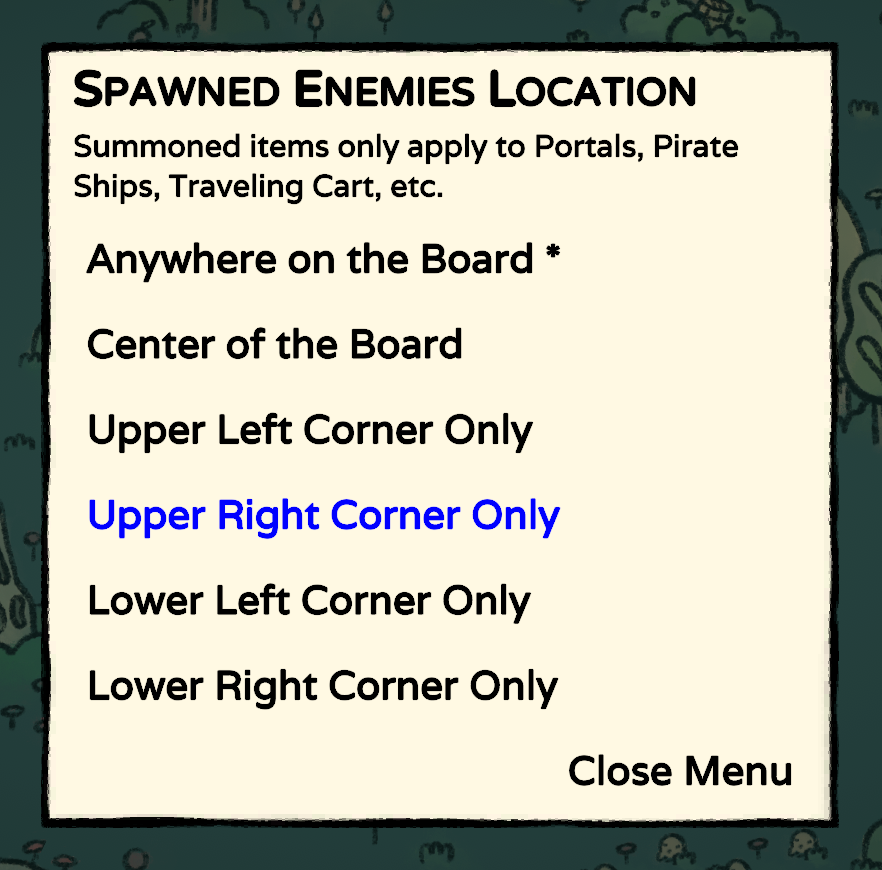 Spawned Enemies Location
Summoned items only apply to Portals, Pirate
Ships, Traveling Cart, etc.
Anywhere on the Board *
Center of the Board
Upper Left Corner Only
Upper Right Corner Only
Lower Left Corner Only
Lower Right Corner Only
Close Menu